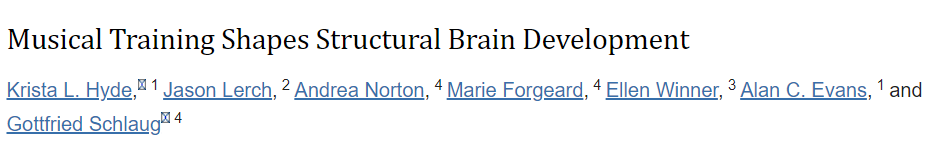 Musical Training Shapes Structural Brain Development
Krista L. Hyde, 1 Jason Lerch, 2 Andrea Norton, 4 Marie Forgeard, 4 Ellen Winner, 3 Alan C. Evans, 1 and
Gottfried Schlaug 4